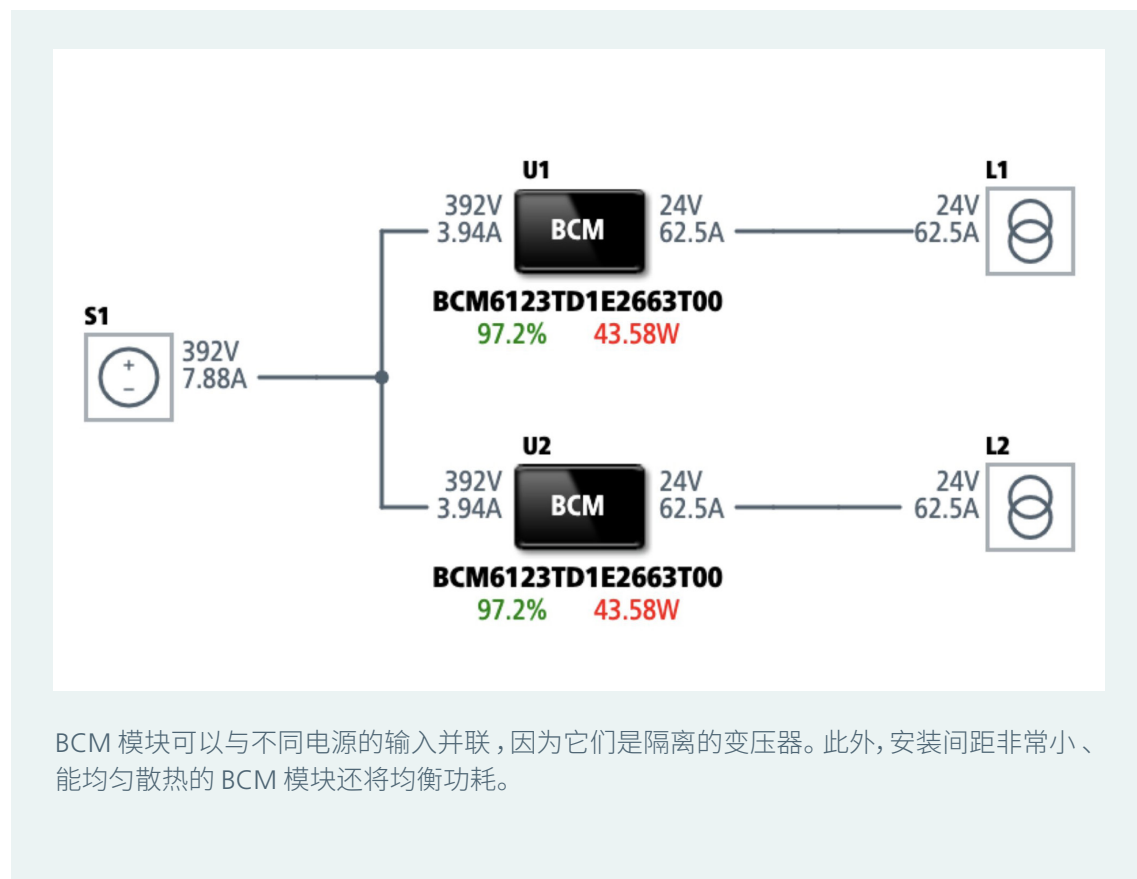 U1
L1
392V
3.94A
BCM
24V
62.5A
24V
62.5A
BCM6123TD1E2663T00
97.2% 43.58W
S1
392V
7.88A
U2
L2
392V
3.94A
BCM
24V
62.5A
24V
62.5A
BCM6123TD1E2663T00
97.2% 43.58W
BCM 模块可以与不同电源的输入并联,因为它们是隔离的变压器。此外,安装间距非常小、
能均匀散热的 BCM 模块还将均衡功耗。